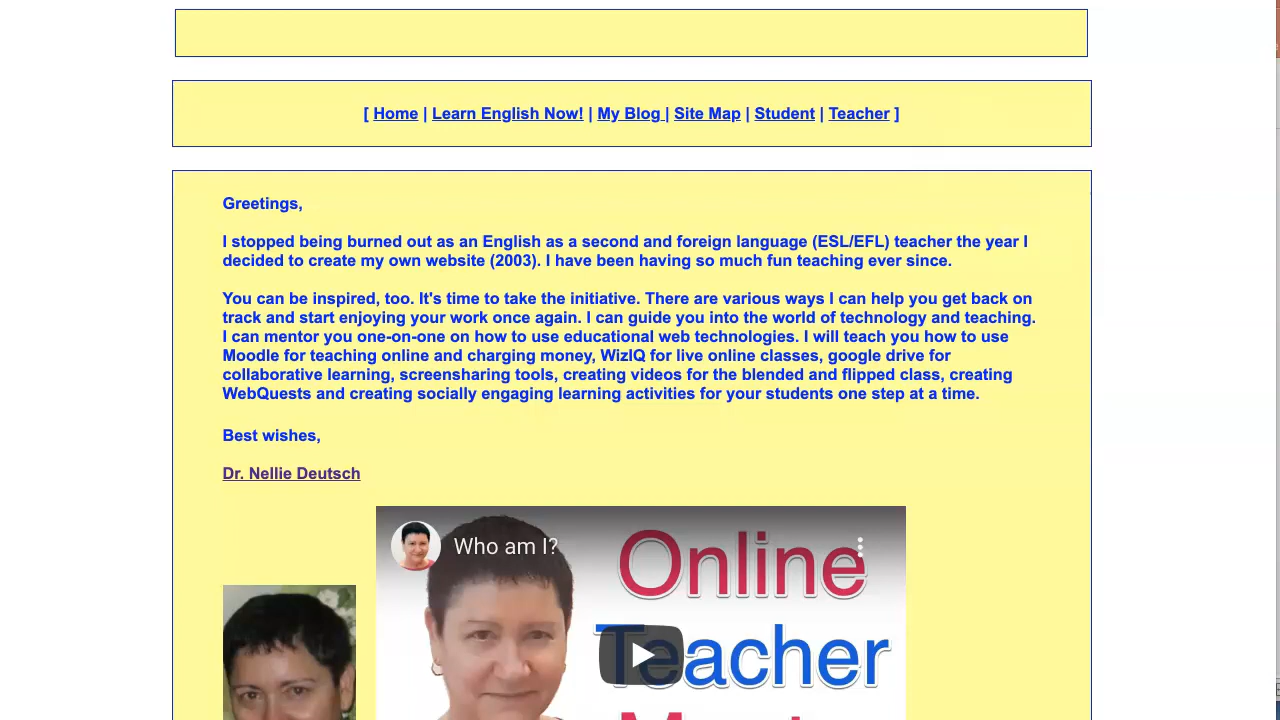 [ Home | Learn English Now! | My Blog | Site Map | Student | Teacher ]
Greetings,
I stopped being burned out as an English as a second and foreign language (ESL/EFL) teacher the year I
decided to create my own website (2003). I have been having so much fun teaching ever since.
You can be inspired, too. It's time to take the initiative. There are various ways I can help you get back on
track and start enjoying your work once again. I can guide you into the world of technology and teaching.
I can mentor you one-on-one on how to use educational web technologies. I will teach you how to use
Moodle for teaching online and charging money, WizIQ for live online classes, google drive for
collaborative learning, screensharing tools, creating videos for the blended and flipped class, creating
WebQuests and creating socially engaging learning activities for your students one step at a time.
Best wishes,
Dr. Nellie Deutsch
Who am I?
Online
Teacher